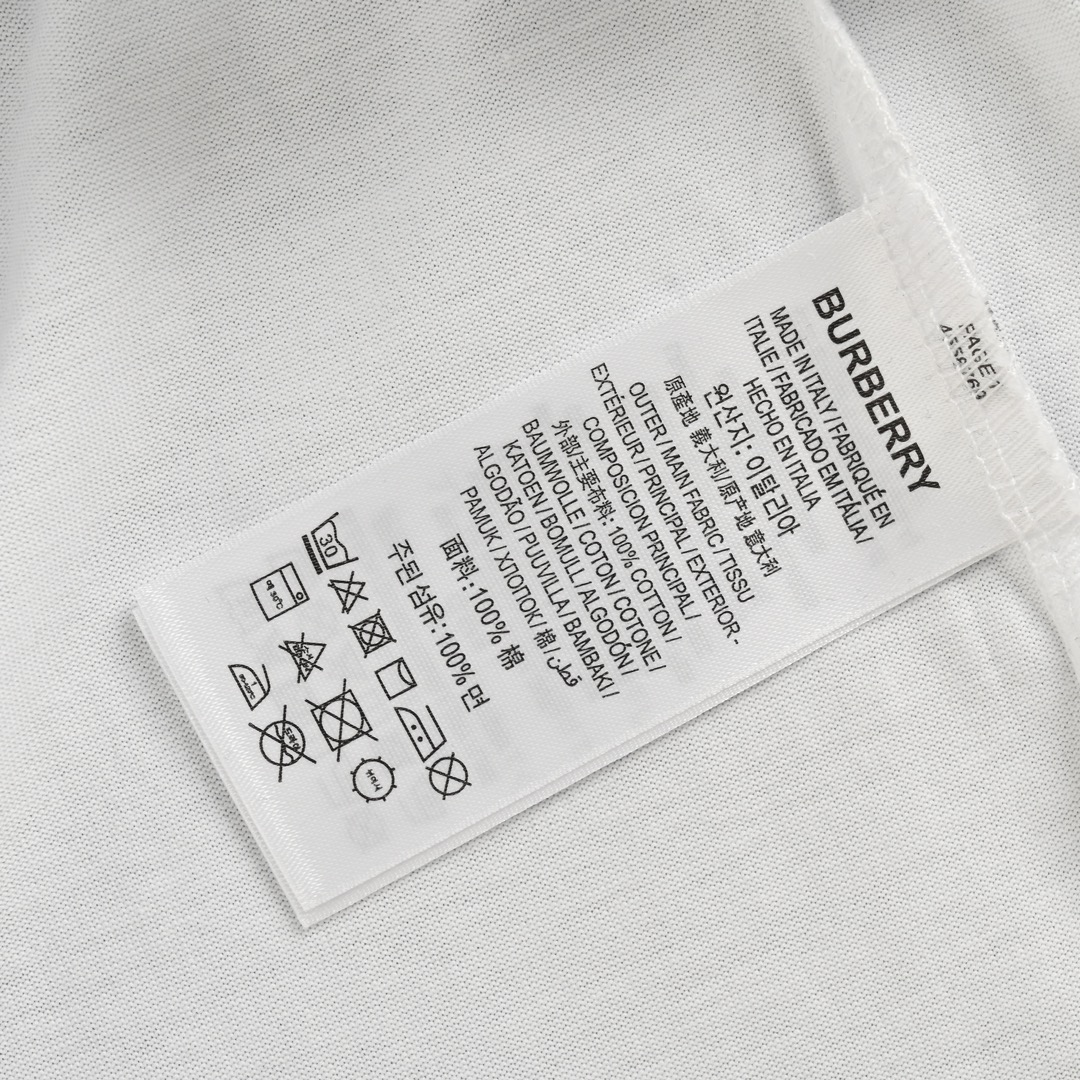 PAGE 1
BURBERRY
MADE IN ITALY / FABRIQUÉ EN
ITALIE / FABRICADO EM ITÁLIA /
HECHO EN ITALIA
원산지: 이탈리아
原產地 義大利/原产地 意大利
OUTER / MAIN FABRIC / TISSU
EXTÉRIEUR / PRINCIPAL / EXTERIOR -
COMPOSICION PRINCIPAL /
外部/主要布料: 100% COTTON /
BAUMWOLLE / COTON / COTONE /
KATOEN / BOMULL / ALGODÓN /
ALGODÃO / PUUVILLA / BAMBAKI /
PAMUK / ХЛОПОК / 棉 / قطن
面料:100% 棉
주된 섬유:100% 면
30